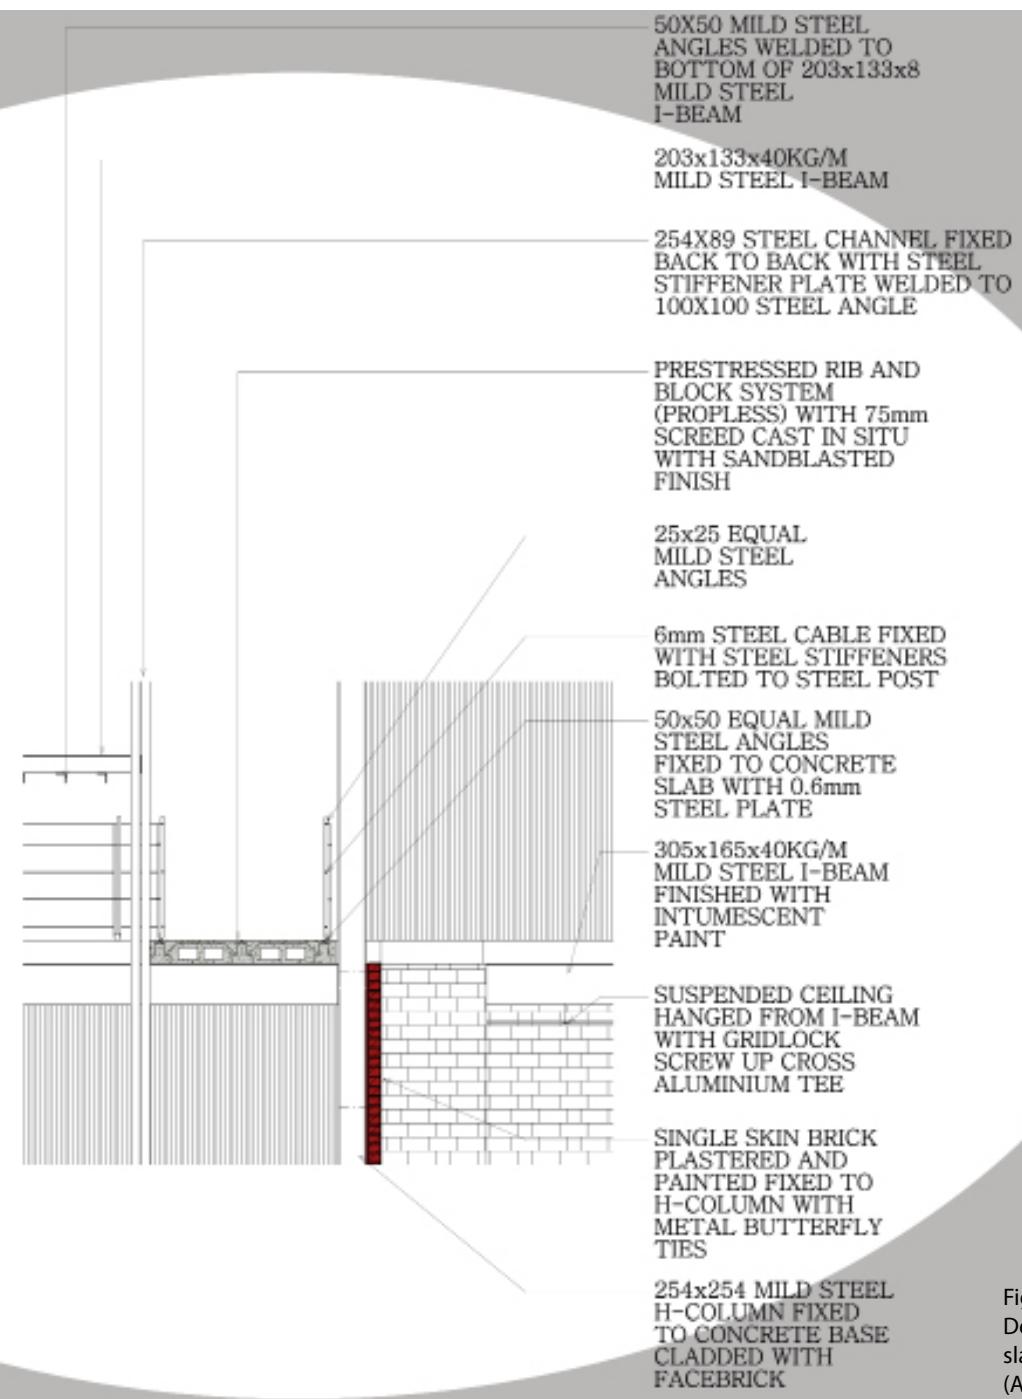 50X50 MILD STEEL
ANGLES WELDED TO
BOTTOM OF 203x133x8
MILD STEEL
I-BEAM
203x133x40KG/M
MILD STEEL I-BEAM
254X89 STEEL CHANNEL FIXED
BACK TO BACK WITH STEEL
STIFFENER PLATE WELDED TO
100X100 STEEL ANGLE
PRESTRESSED RIB AND
BLOCK SYSTEM
(PROPLESS) WITH 75mm
SCREED CAST IN SITU
WITH SANDBLASTED
FINISH
25x25 EQUAL
MILD STEEL
ANGLES
6mm STEEL CABLE FIXED
WITH STEEL STIFFENERS
BOLTED TO STEEL POST
50x50 EQUAL MILD
STEEL ANGLES
FIXED TO CONCRETE
SLAB WITH 0.6mm
STEEL PLATE
305x165x40KG/M
MILD STEEL I-BEAM
FINISHED WITH
INTUMESCENT
PAINT
SUSPENDED CEILING
HANGED FROM I-BEAM
WITH GRIDLOCK
SCREW UP CROSS
ALUMINIUM TEE
SINGLE SKIN BRICK
PLASTERED AND
PAINTED FIXED TO
H-COLUMN WITH
METAL BUTTERFLY
TIES
254x254 MILD STEEL
H-COLUMN FIXED
TO CONCRETE BASE
CLADDED WITH
FACEBRICK